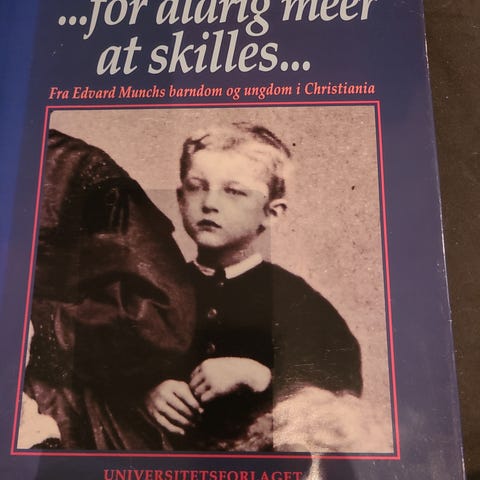 ...for aldrig meer
at skilles...
Fra Edvard Munchs barndom og ungdom i Christiania
UNIVERSITETSFORLAGET